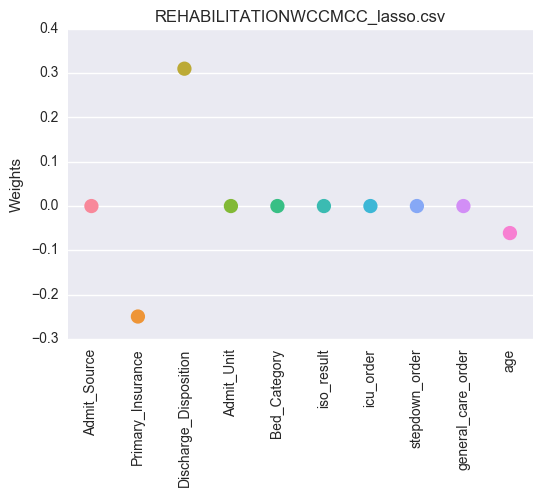 REHABILITATIONWCCMCC_lasso.csv
0.4
0.3
0.2
0.1
0.0
−0.1
−0.2
−0.3
Weights
Admit_Source
Primary_Insurance
Discharge_Disposition
Admit_Unit
Bed_Category
iso_result
icu_order
stepdown_order
general_care_order
age